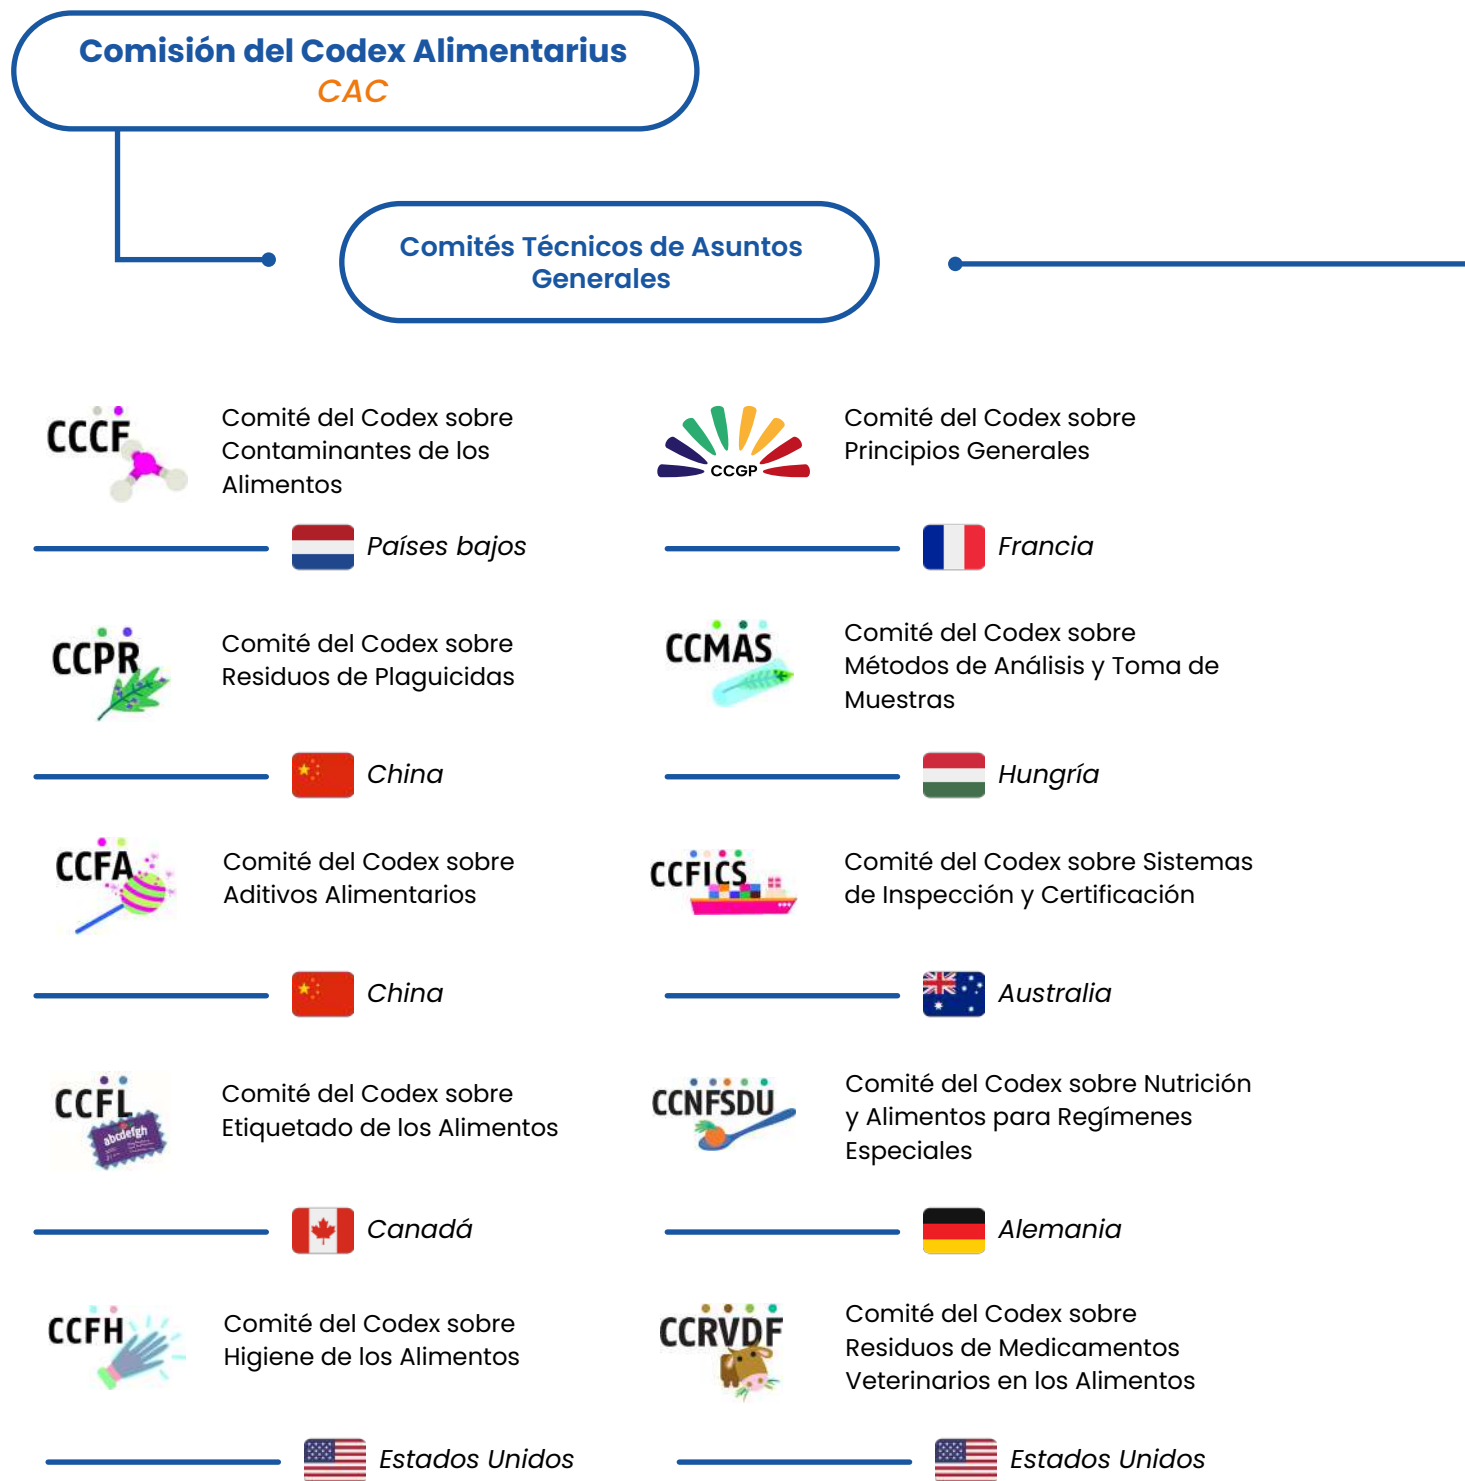 Comisión del Codex Alimentarius
CAC
Comités Técnicos de Asuntos
Generales
CCCF
Comité del Codex sobre
Contaminantes de los
Alimentos
Países bajos
CCGP
Comité del Codex sobre
Principios Generales
Francia
CCPR
Comité del Codex sobre
Residuos de Plaguicidas
China
CCMAS
Comité del Codex sobre
Métodos de Análisis y Toma de
Muestras
Hungría
CCFA
Comité del Codex sobre
Aditivos Alimentarios
China
CCFICS
Comité del Codex sobre Sistemas
de Inspección y Certificación
Australia
CCFL
abcdefgh
Comité del Codex sobre
Etiquetado de los Alimentos
Canadá
CCNFSDU
Comité del Codex sobre Nutrición
y Alimentos para Regímenes
Especiales
Alemania
CCFH
Comité del Codex sobre
Higiene de los Alimentos
Estados Unidos
CCRVDF
Comité del Codex sobre
Residuos de Medicamentos
Veterinarios en los Alimentos
Estados Unidos